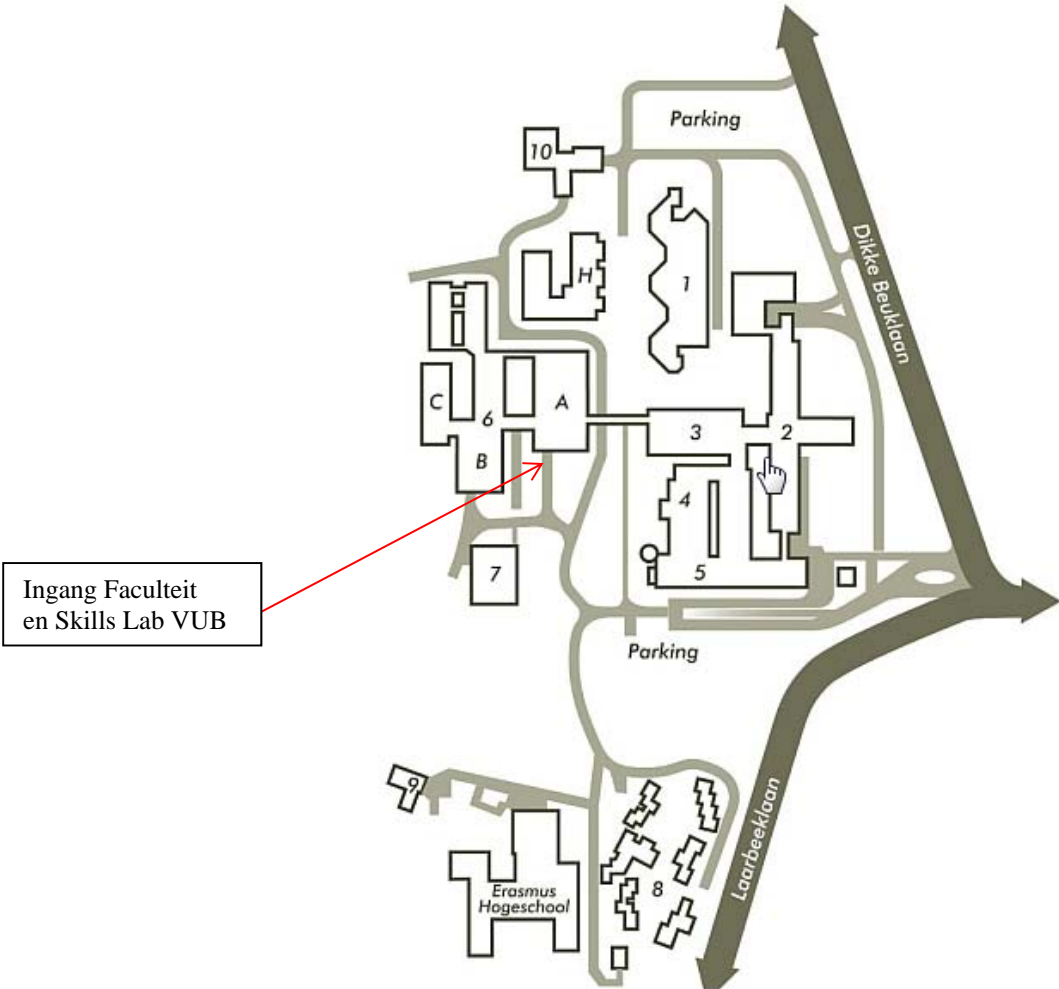 Parking
10
Dikke Beuklaan
H
1
C
A
6
3
2
B
4
7
5
Ingang Faculteit
en Skills Lab VUB
Parking
9
Laarbeeklaan
8
Erasmus
Hogeschool